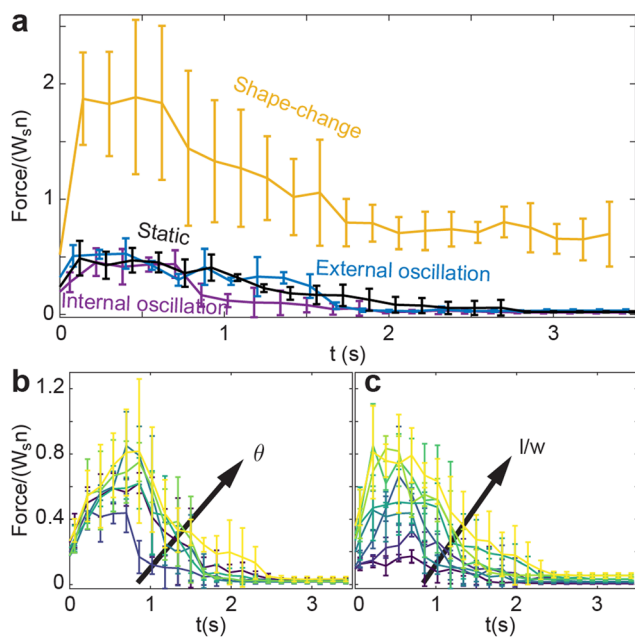 a
Force/(Wₛn)
2
1
0
Shape-change
Static
External oscillation
Internal oscillation
0
1
2
3
t (s)
b
Force/(Wₛn)
1.2
0.8
0.4
0
θ
0
1
2
3
t(s)
c
l/w
0
1
2
3
t(s)